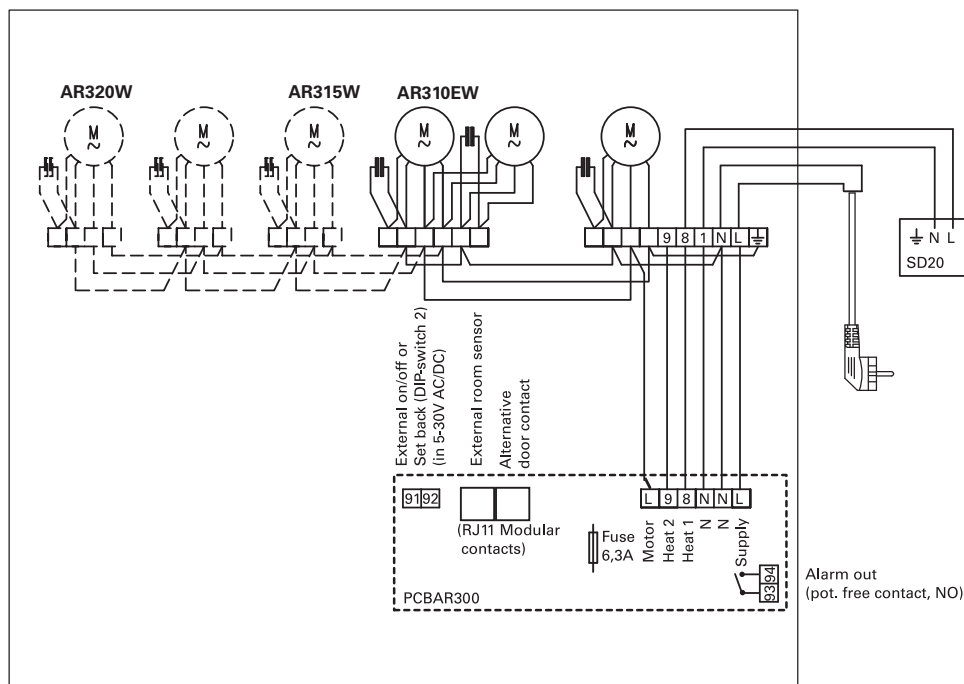 AR320W
AR315W
AR310EW
M
~
M
~
M
~
M
~
M
~
M
~
9 8 1 N L
N L
SD20
External on/off or
Set back (DIP-switch 2)
(in 5-30V AC/DC)
External room sensor
Alternative
door contact
91 92
(RJ11 Modular
contacts)
Fuse
6,3A
L 9 8 N N L
Motor
Heat 2
Heat 1
N
N
Supply
93 94
PCBAR300
Alarm out
(pot. free contact, NO)